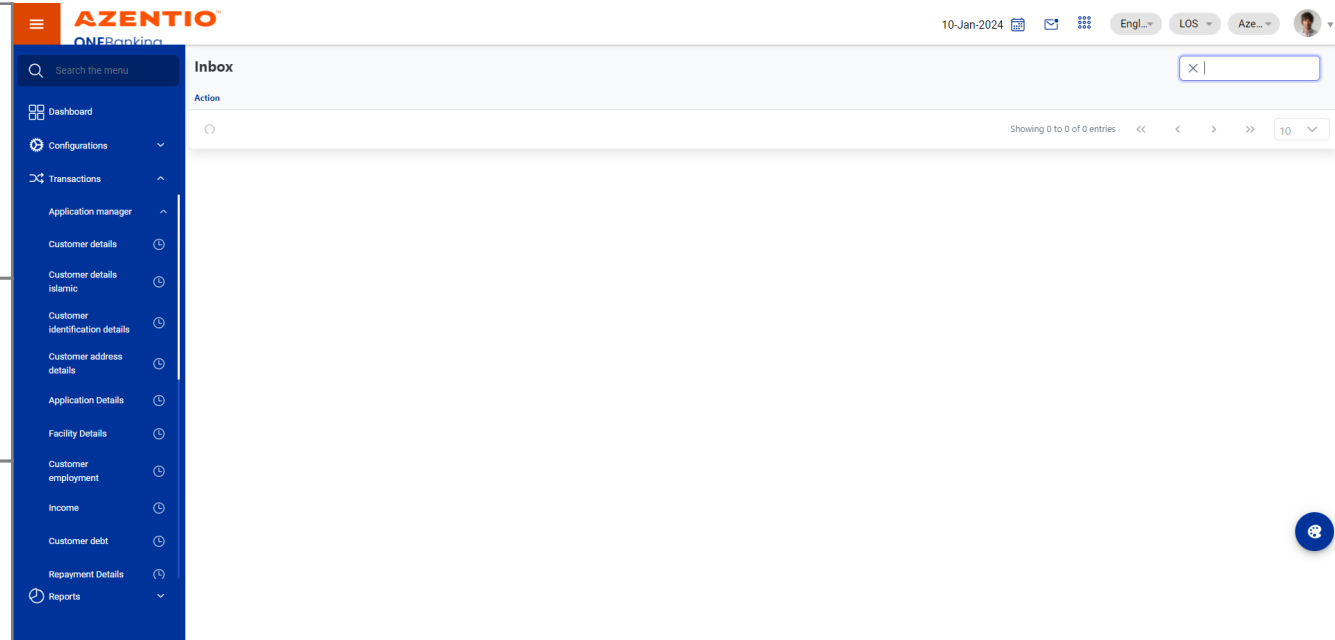 AZENTIO™
ONEBanking
10-Jan-2024
Engl...
LOS
Aze...
Search the menu
Inbox
Action
Showing 0 to 0 of 0 entries
10
Dashboard
Configurations
Transactions
Application manager
Customer details
Customer details
islamic
Customer
identification details
Customer address
details
Application Details
Facility Details
Customer
employment
Income
Customer debt
Repayment Details
Reports